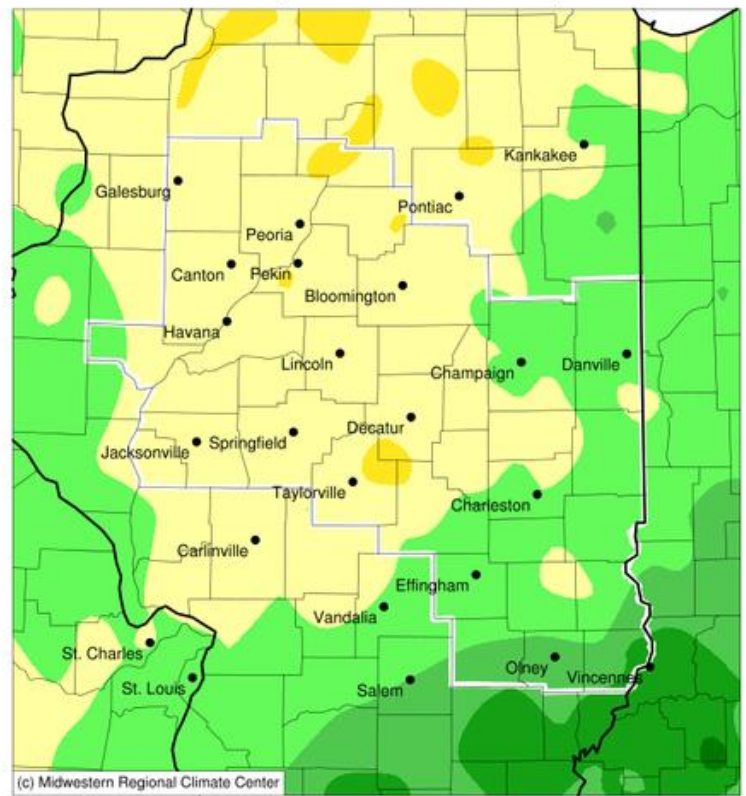 Kankakee
Galesburg
Pontiac
Peoria
Canton
Pekin
Bloomington
Havana
Lincoln
Champaign
Danville
Decatur
Jacksonville
Springfield
Taylorville
Charleston
Carlinville
Effingham
Vandalia
St. Charles
Olney
Vincennes
St. Louis
Salem
(c) Midwestern Regional Climate Center